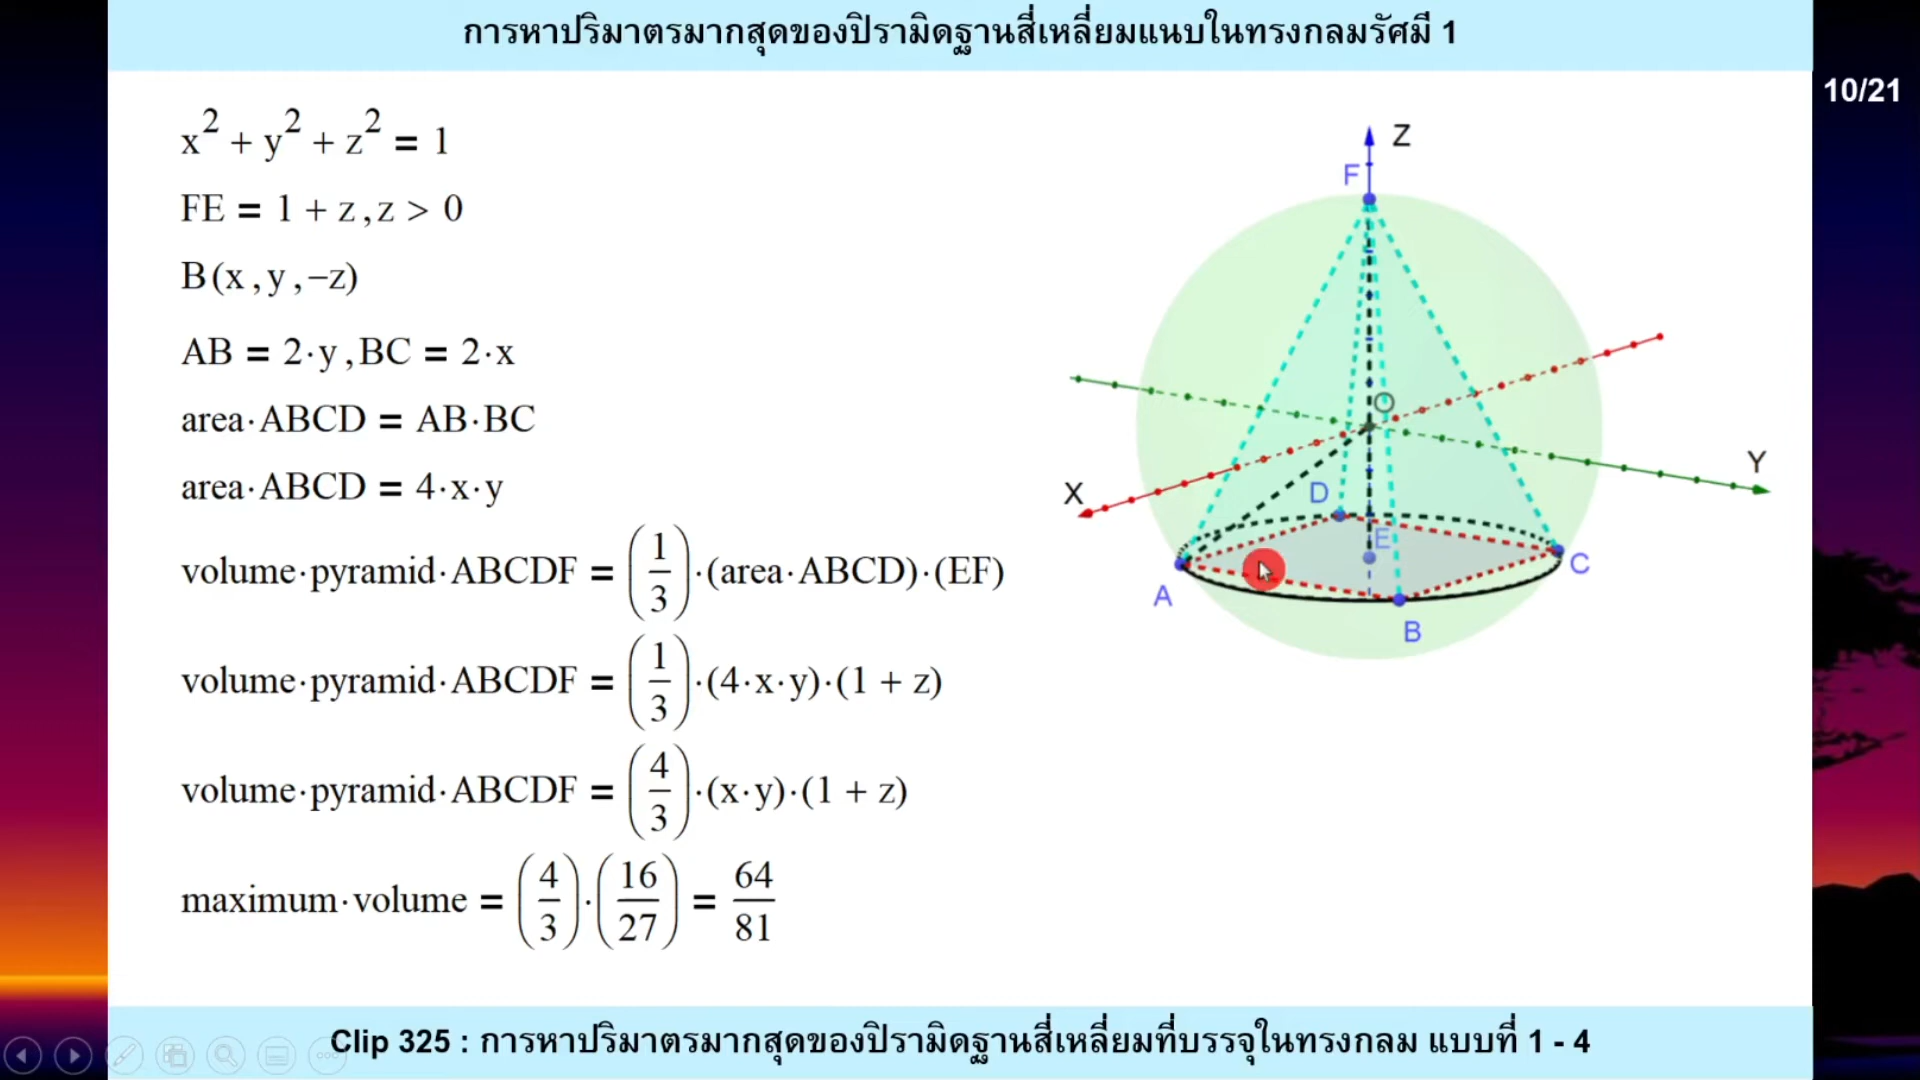 การหาปริมาตรมากสุดของปิรามิดฐานสี่เหลี่ยมแนบในทรงกลมรัศมี 1
10/21
x² + y² + z² = 1
FE = 1 + z , z > 0
B(x , y , −z)
AB = 2·y , BC = 2·x
area·ABCD = AB·BC
area·ABCD = 4·x·y
volume·pyramid·ABCDF = (1/3)·(area·ABCD)·(EF)
volume·pyramid·ABCDF = (1/3)·(4·x·y)·(1 + z)
volume·pyramid·ABCDF = (4/3)·(x·y)·(1 + z)
maximum·volume = (4/3)·(16/27) = 64/81
Z
F
O
Y
X
D
E
C
A
B
Clip 325 : การหาปริมาตรมากสุดของปิรามิดฐานสี่เหลี่ยมที่บรรจุในทรงกลม แบบที่ 1 - 4